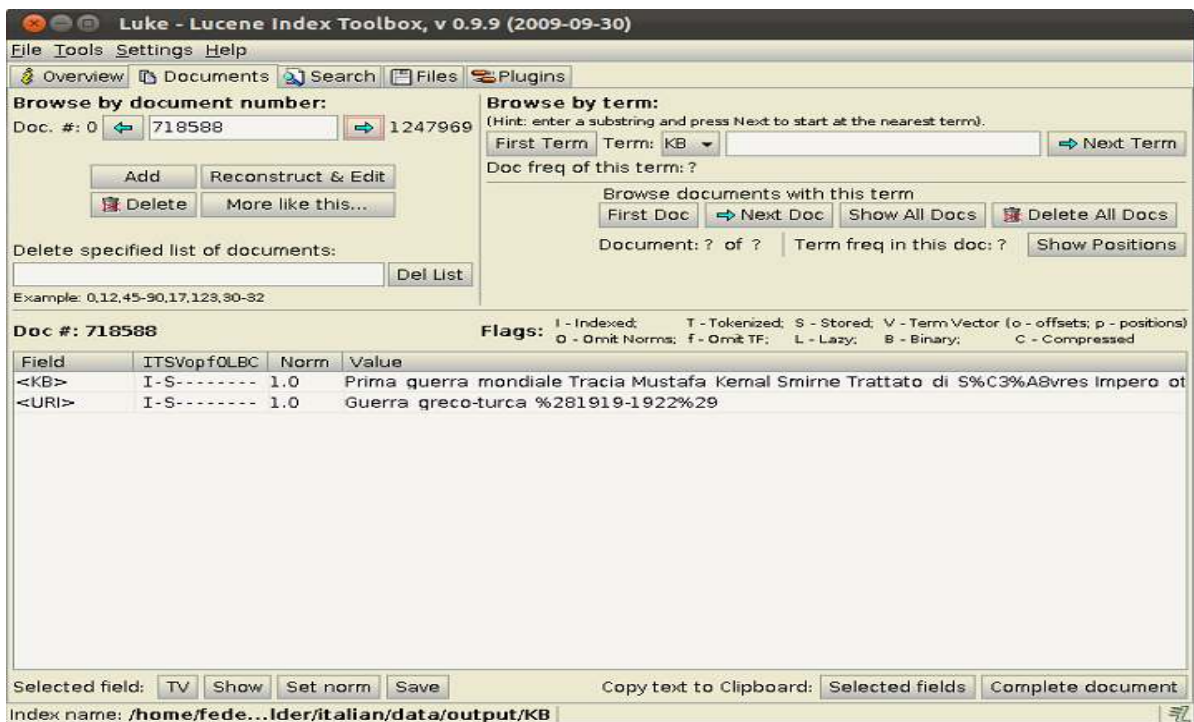 Luke - Lucene Index Toolbox, v 0.9.9 (2009-09-30)
File Tools Settings Help
Overview Documents Search Files Plugins
Browse by document number:
Doc. #: 0 718588 1247969
Add Reconstruct & Edit
Delete More like this...
Delete specified list of documents:
Del List
Example: 0,12,45-90,17,123,30-32
Browse by term:
(Hint: enter a substring and press Next to start at the nearest term).
First Term Term: KB Next Term
Doc freq of this term: ?
Browse documents with this term
First Doc Next Doc Show All Docs Delete All Docs
Document: ? of ? Term freq in this doc: ? Show Positions
Doc #: 718588
Flags: I - Indexed; T - Tokenized; S - Stored; V - Term Vector (o - offsets; p - positions)
O - Omit Norms; f - Omit TF; L - Lazy; B - Binary; C - Compressed
Field ITSVopfOLBC Norm Value
<KB> I-S-------- 1.0 Prima guerra mondiale Tracia Mustafa Kemal Smirne Trattato di S%C3%A8vres Impero ot
<URI> I-S-------- 1.0 Guerra greco-turca %281919-1922%29
Selected field: TV Show Set norm Save Copy text to Clipboard: Selected fields Complete document
Index name: /home/fede...lder/italian/data/output/KB